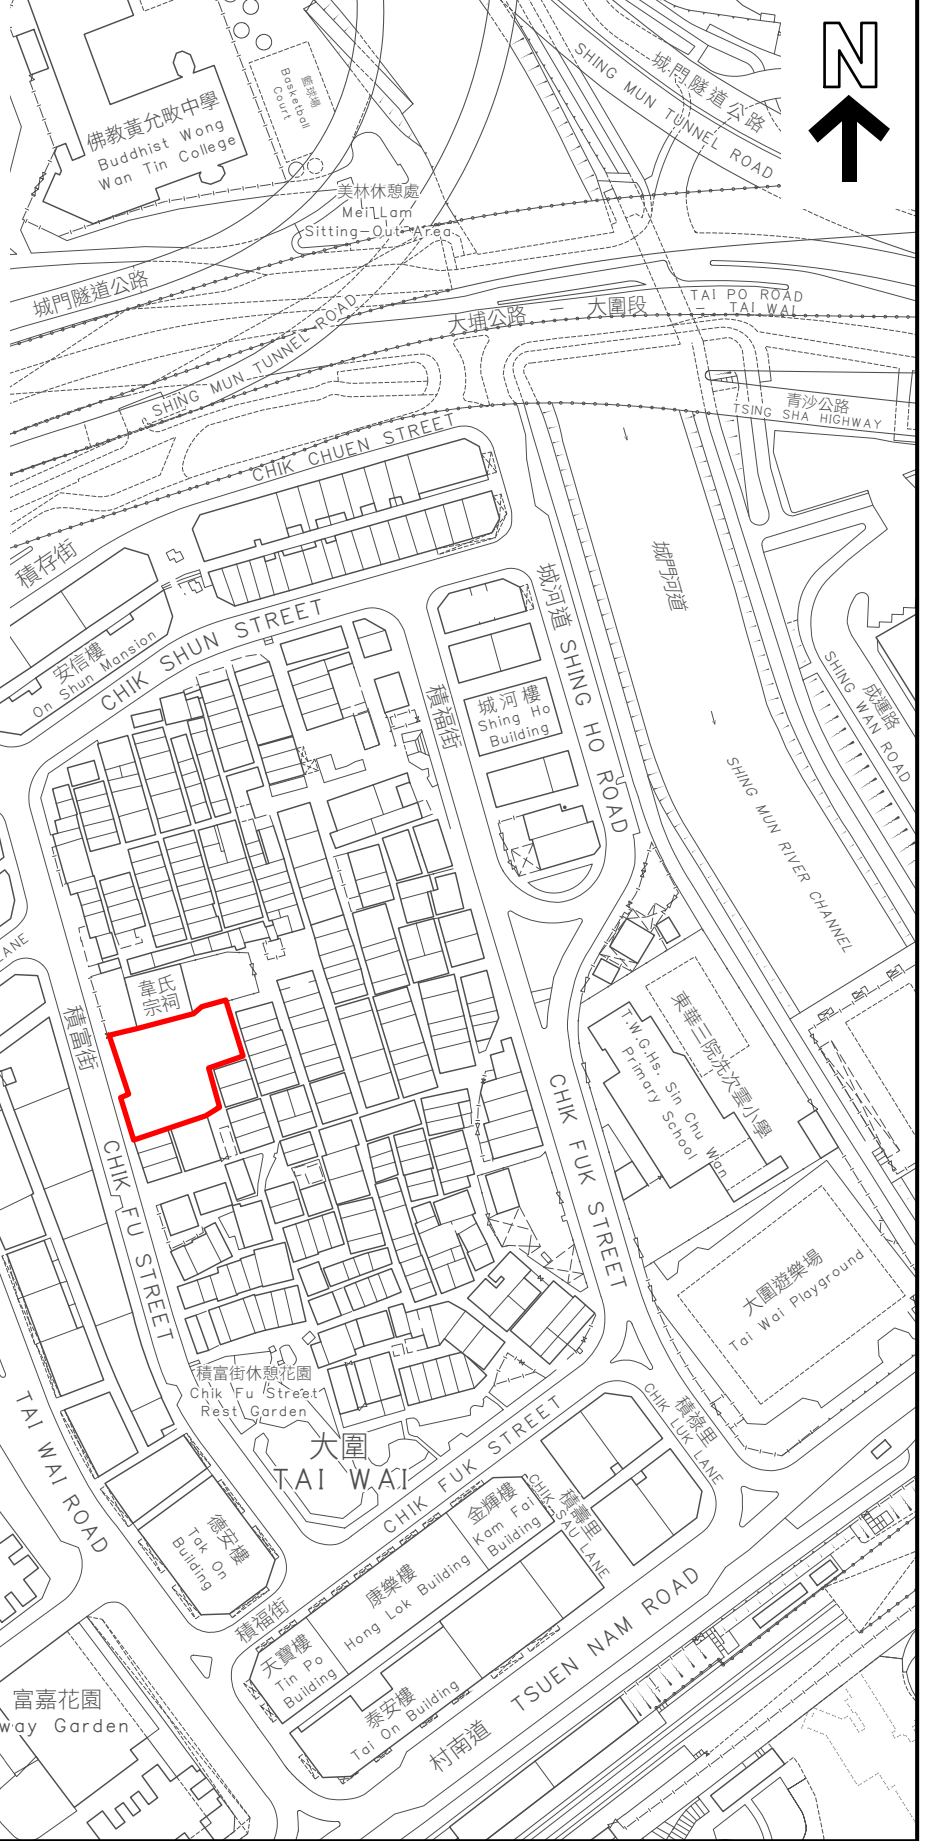 N
籃球場
Basketball
Court
佛教黃允畋中學
Buddhist Wong
Wan Tin College
城門隧道公路
SHING MUN TUNNEL ROAD
美林休憩處
Mei Lam
Sitting-Out Area
城門隧道公路
SHING MUN TUNNEL ROAD
大埔公路 — 大圍段
TAI PO ROAD
TAI WAI
青沙公路
TSING SHA HIGHWAY
CHIK CHUEN STREET
積存街
城門河道
城河道 SHING HO ROAD
安信樓
On Shun Mansion
CHIK SHUN STREET
積福街
城河樓
Shing Ho
Building
成運路
SHING WAN ROAD
SHING MUN RIVER CHANNEL
LANE
韋氏
宗祠
積富街
CHIK FU STREET
東華三院冼次雲小學
T.W.G.Hs. Sin Chu Wan
Primary School
CHIK FUK STREET
大圍遊樂場
Tai Wai Playground
積富街休憩花園
Chik Fu Street
Rest Garden
大圍
TAI WAI
TAI WAI ROAD
CHIK FUK STREET
積祿里
CHIK LUK LANE
金輝樓
Kam Fai
Building
積壽里
CHIK SAU LANE
德安樓
Tak On
Building
康樂樓
Hong Lok Building
積福街
天寶樓
Tin Po
Building
泰安樓
Tai On Building
村南道 TSUEN NAM ROAD
富嘉花園
way Garden